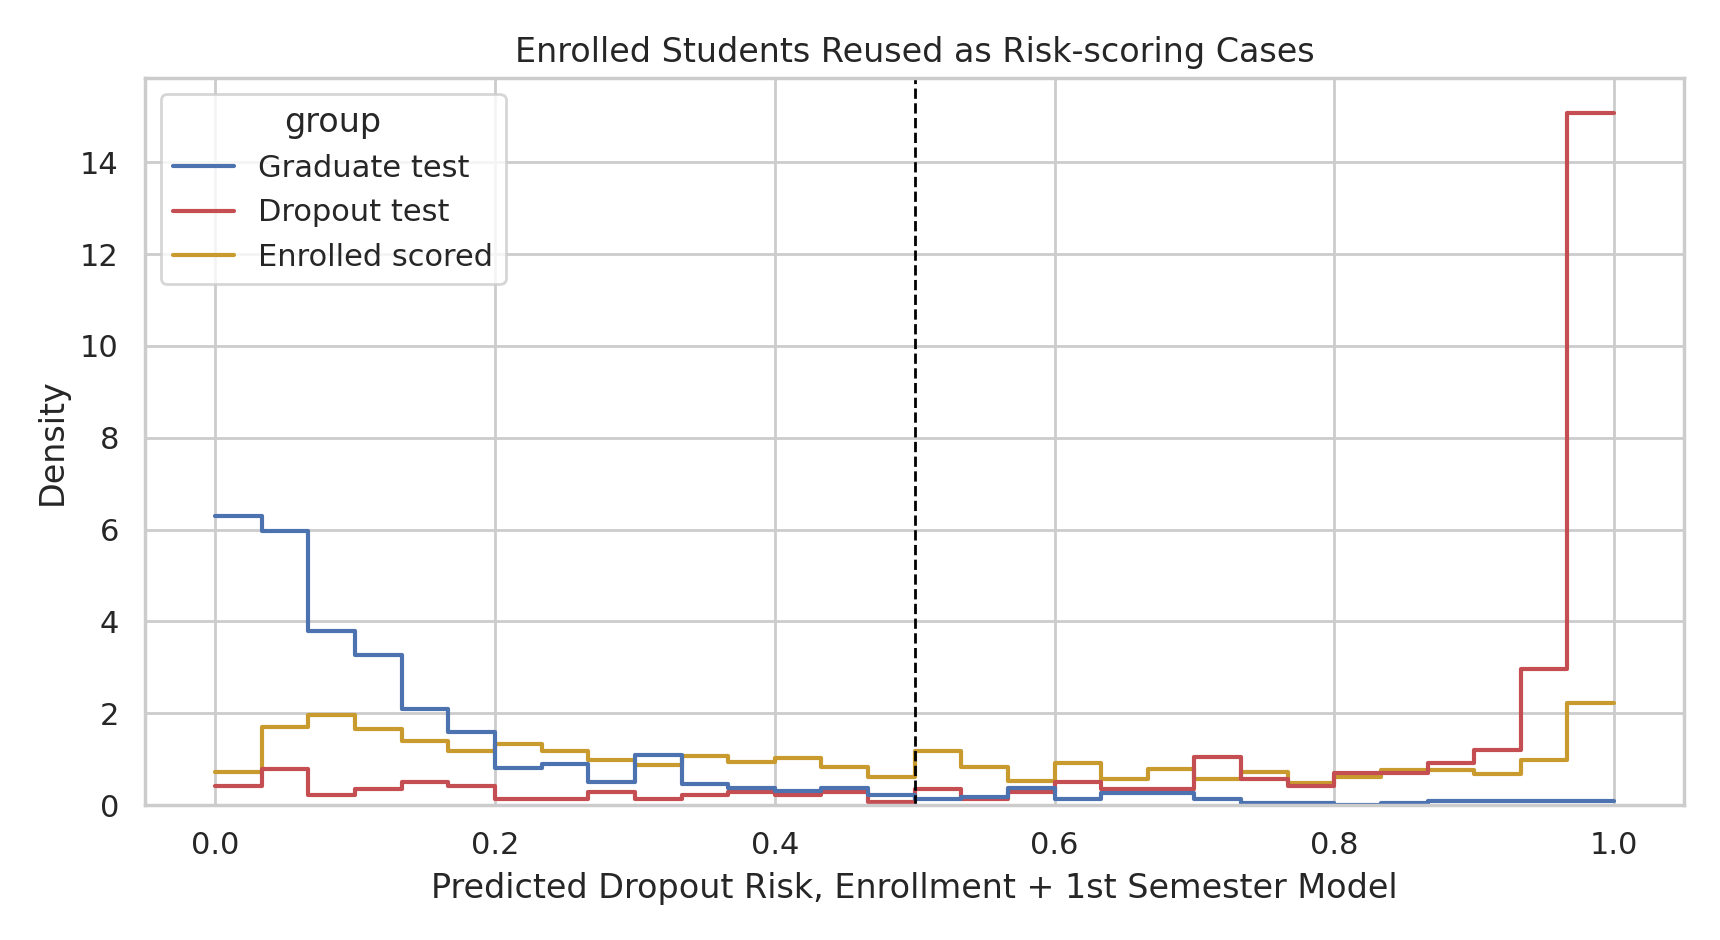 Enrolled Students Reused as Risk-scoring Cases
group
Graduate test
Dropout test
Enrolled scored
Density
14
12
10
8
6
4
2
0
0.0 0.2 0.4 0.6 0.8 1.0
Predicted Dropout Risk, Enrollment + 1st Semester Model